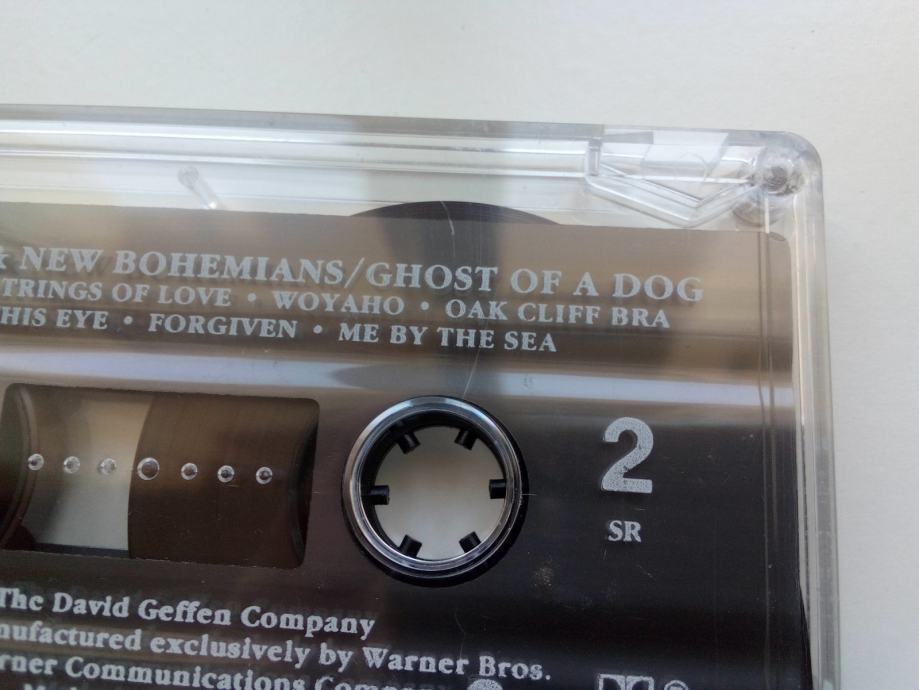 NEW BOHEMIANS/GHOST OF A DOG
TRINGS OF LOVE • WOYAHO • OAK CLIFF BRA
HIS EYE • FORGIVEN • ME BY THE SEA
2
SR
The David Geffen Company
nufactured exclusively by Warner Bros.
rner Communications Company